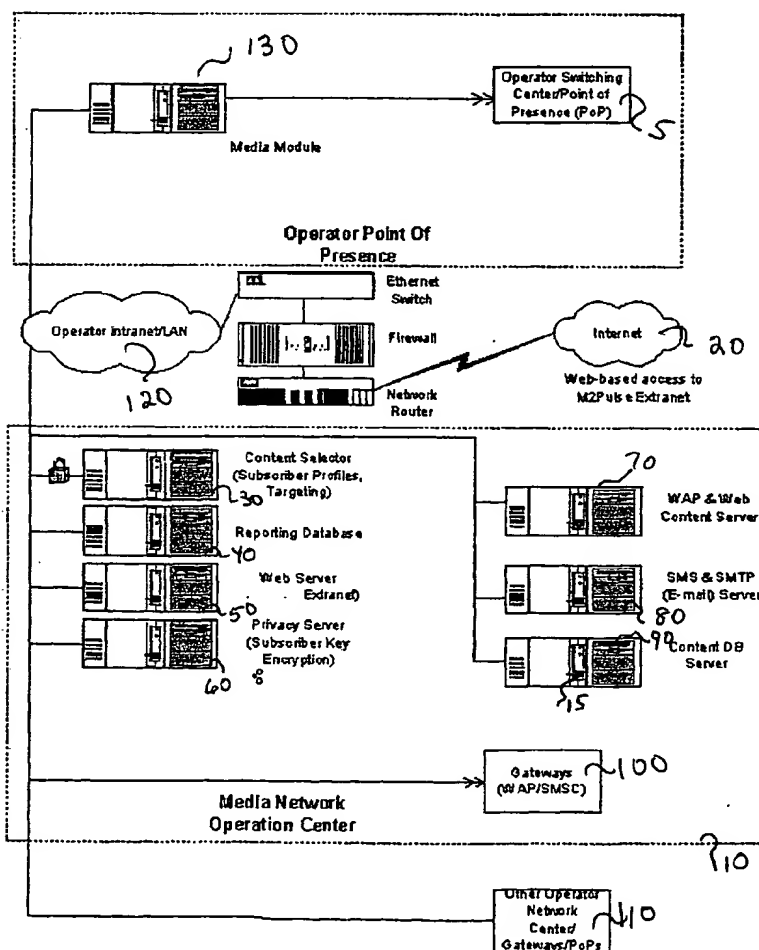 130
Operator Switching
Center/Point of
Presence (PoP)
5
Media Module
Operator Point Of
Presence
Ethernet
Switch
Operator Intranet/LAN
120
Firewall
Internet
20
Network
Router
Web-based access to
M2Pulse Extranet
Content Selector
(Subscriber Profiles,
Targeting)
30
Reporting Database
40
Web Server
Extranet)
50
Privacy Server
(Subscriber Key
Encryption)
60
70
WAP & Web
Content Server
SMS & SMTP
(E-mail) Server
80
90
Content DB
Server
15
Gateways
(WAP/SMSC)
100
Media Network
Operation Center
10
Other Operator
Network
Center/
Gateways/PoPs
110